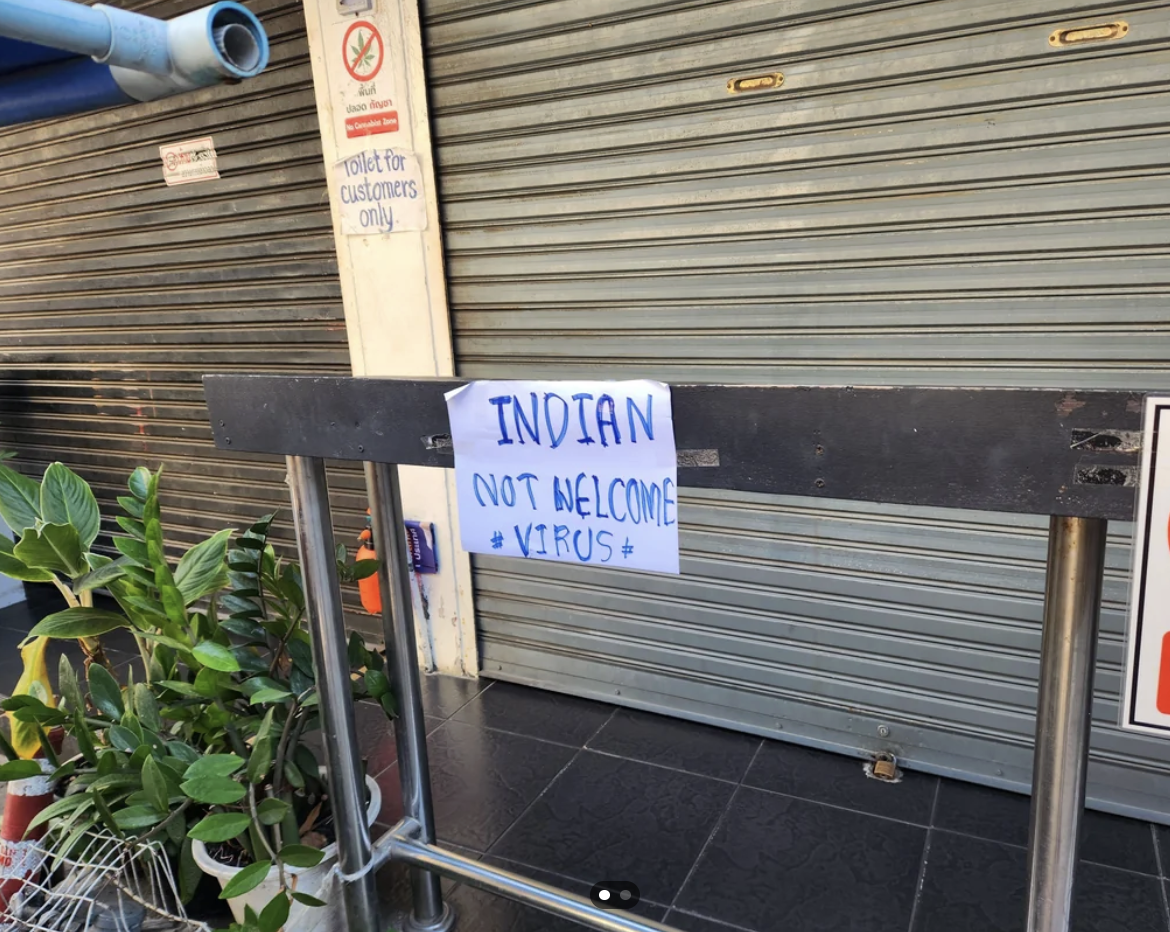 พื้นที่
ปลอด กัญชา
No Cannabis Zone
Toilet for
customers
only.
INDIAN
NOT WELCOME
# VIRUS #